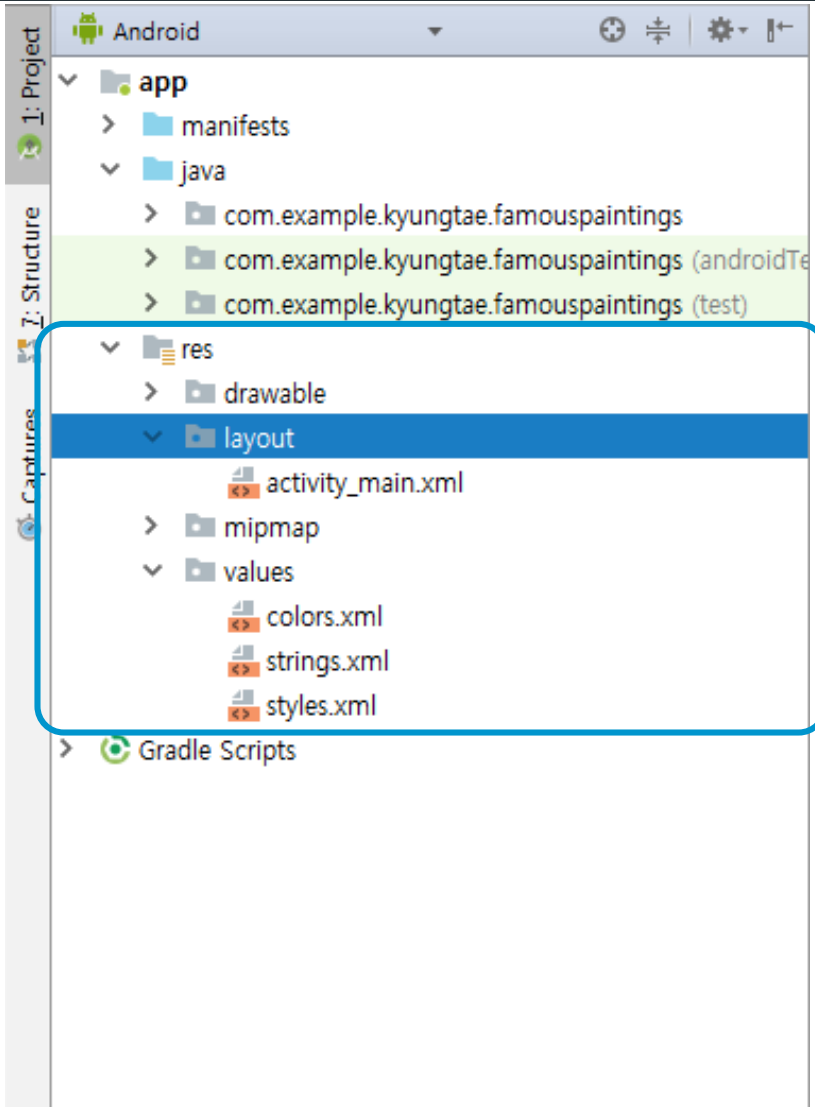 1: Project
7: Structure
Captures
Android
app
manifests
java
com.example.kyungtae.famouspaintings
com.example.kyungtae.famouspaintings (androidTe
com.example.kyungtae.famouspaintings (test)
res
drawable
layout
activity_main.xml
mipmap
values
colors.xml
strings.xml
styles.xml
Gradle Scripts